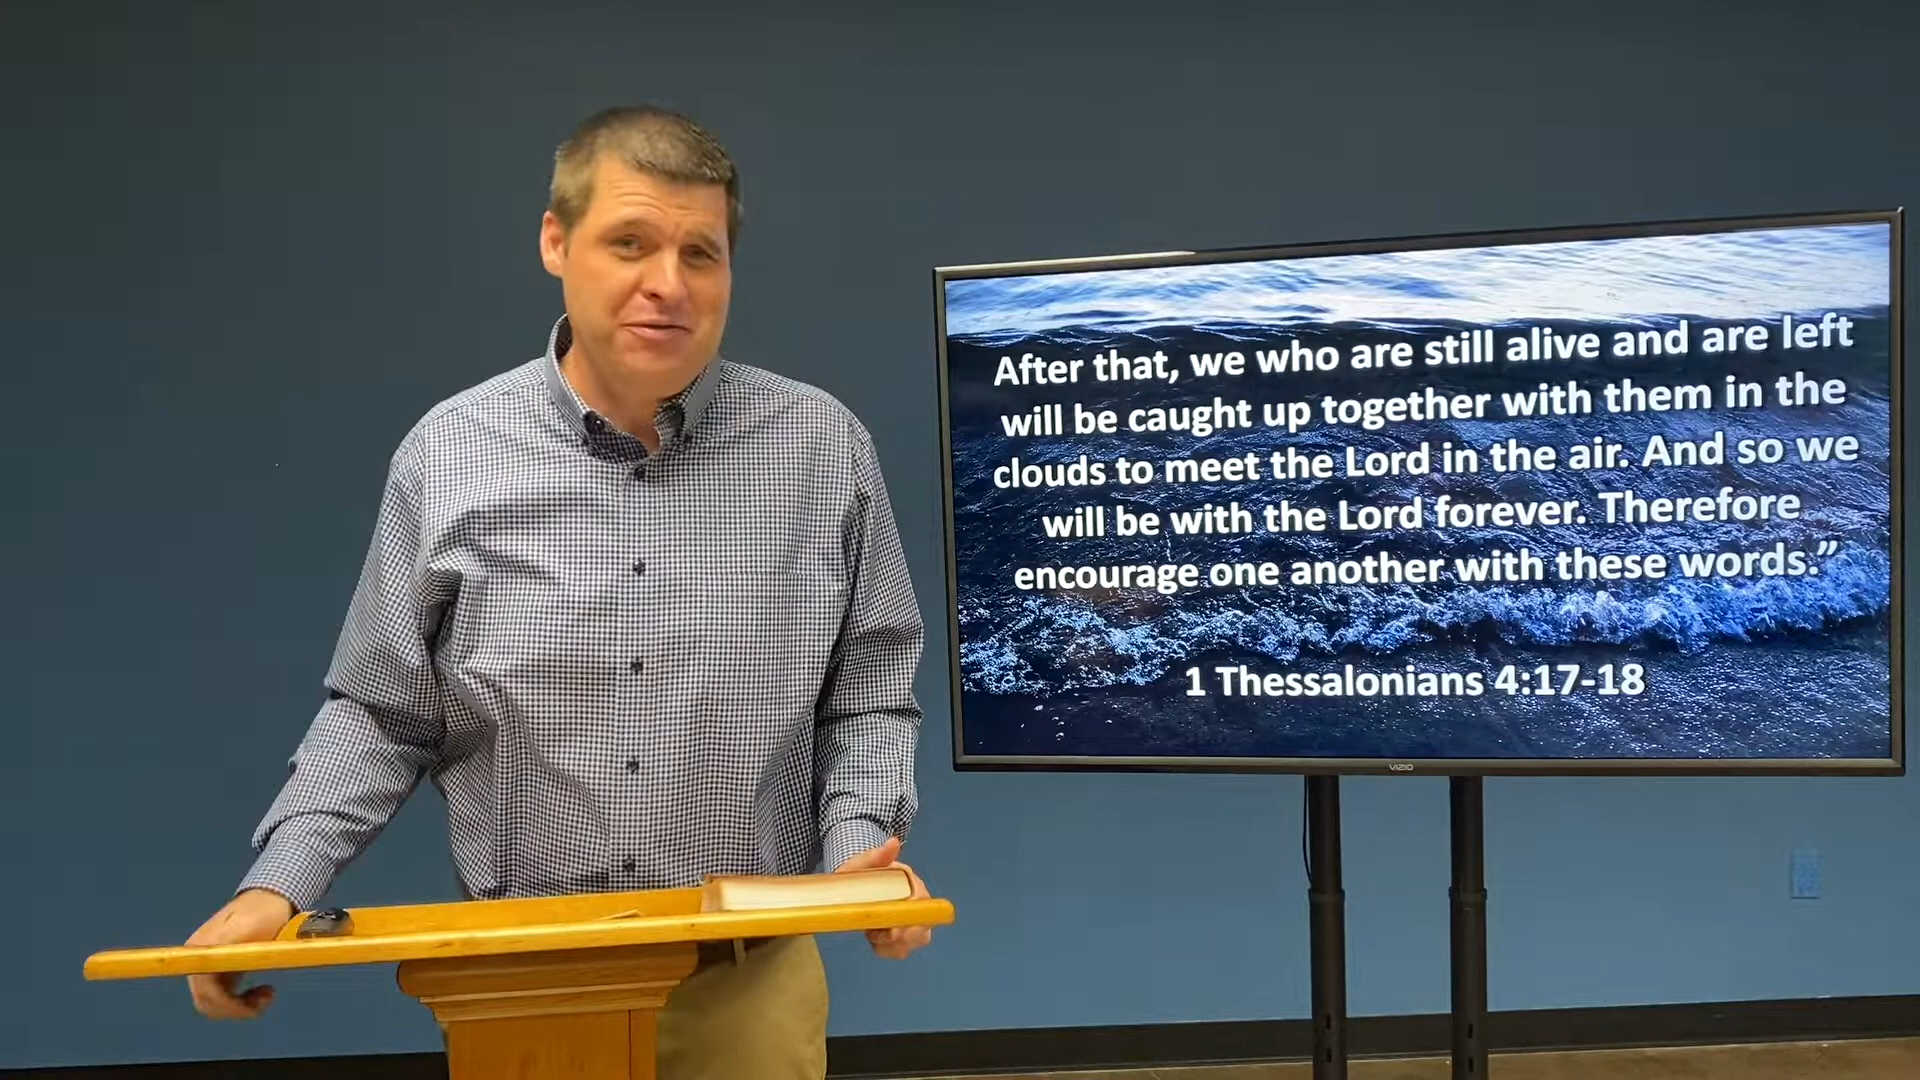 After that, we who are still alive and are left
will be caught up together with them in the
clouds to meet the Lord in the air. And so we
will be with the Lord forever. Therefore
encourage one another with these words.”
1 Thessalonians 4:17-18
VIZIO